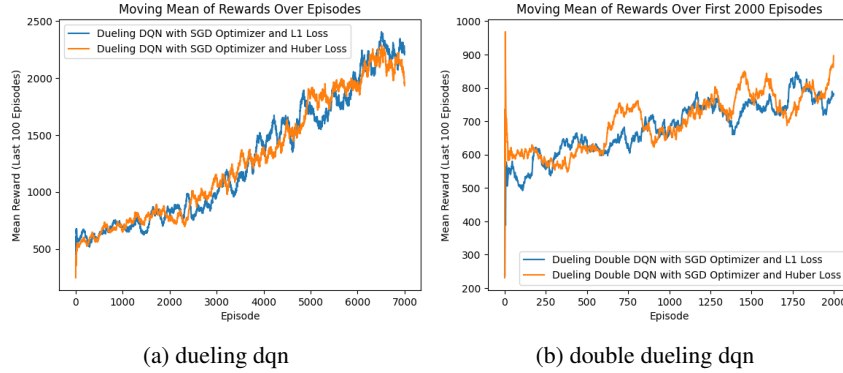 Moving Mean of Rewards Over Episodes
2500
2000
1500
1000
500
Mean Reward (Last 100 Episodes)
Dueling DQN with SGD Optimizer and L1 Loss
Dueling DQN with SGD Optimizer and Huber Loss
0 1000 2000 3000 4000 5000 6000 7000
Episode
(a) dueling dqn
Moving Mean of Rewards Over First 2000 Episodes
1000
900
800
700
600
500
400
300
200
Mean Reward (Last 100 Episodes)
Dueling Double DQN with SGD Optimizer and L1 Loss
Dueling Double DQN with SGD Optimizer and Huber Loss
0 250 500 750 1000 1250 1500 1750 2000
Episode
(b) double dueling dqn